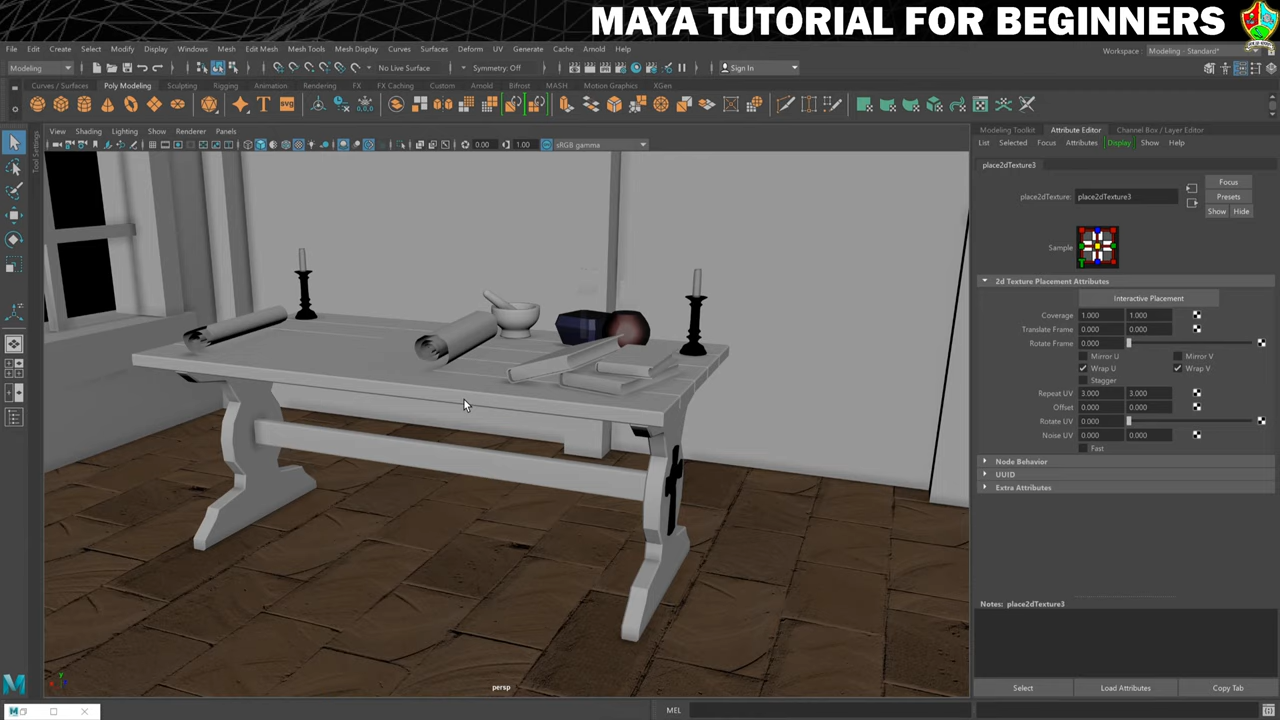 MAYA TUTORIAL FOR BEGINNERS
File Edit Create Select Modify Display Windows Mesh Edit Mesh Mesh Tools Mesh Display Curves Surfaces Deform UV Generate Cache Arnold Help
Workspace: Modeling - Standard*
Modeling No Live Surface Symmetry: Off Sign In
Curves / Surfaces Poly Modeling Sculpting Rigging Animation Rendering FX FX Caching Custom Arnold Bifrost MASH Motion Graphics XGen
View Shading Lighting Show Renderer Panels
0.00 1.00 sRGB gamma
Tool Settings
persp
Modeling Toolkit Attribute Editor Channel Box / Layer Editor
List Selected Focus Attributes Display Show Help
place2dTexture3
Focus
place2dTexture: place2dTexture3 Presets
Show Hide
Sample
2d Texture Placement Attributes
Interactive Placement
Coverage 1.000 1.000
Translate Frame 0.000 0.000
Rotate Frame 0.000
Mirror U Mirror V
Wrap U Wrap V
Stagger
Repeat UV 3.000 3.000
Offset 0.000 0.000
Rotate UV 0.000
Noise UV 0.000 0.000
Fast
Node Behavior
UUID
Extra Attributes
Notes: place2dTexture3
Select Load Attributes Copy Tab
MEL